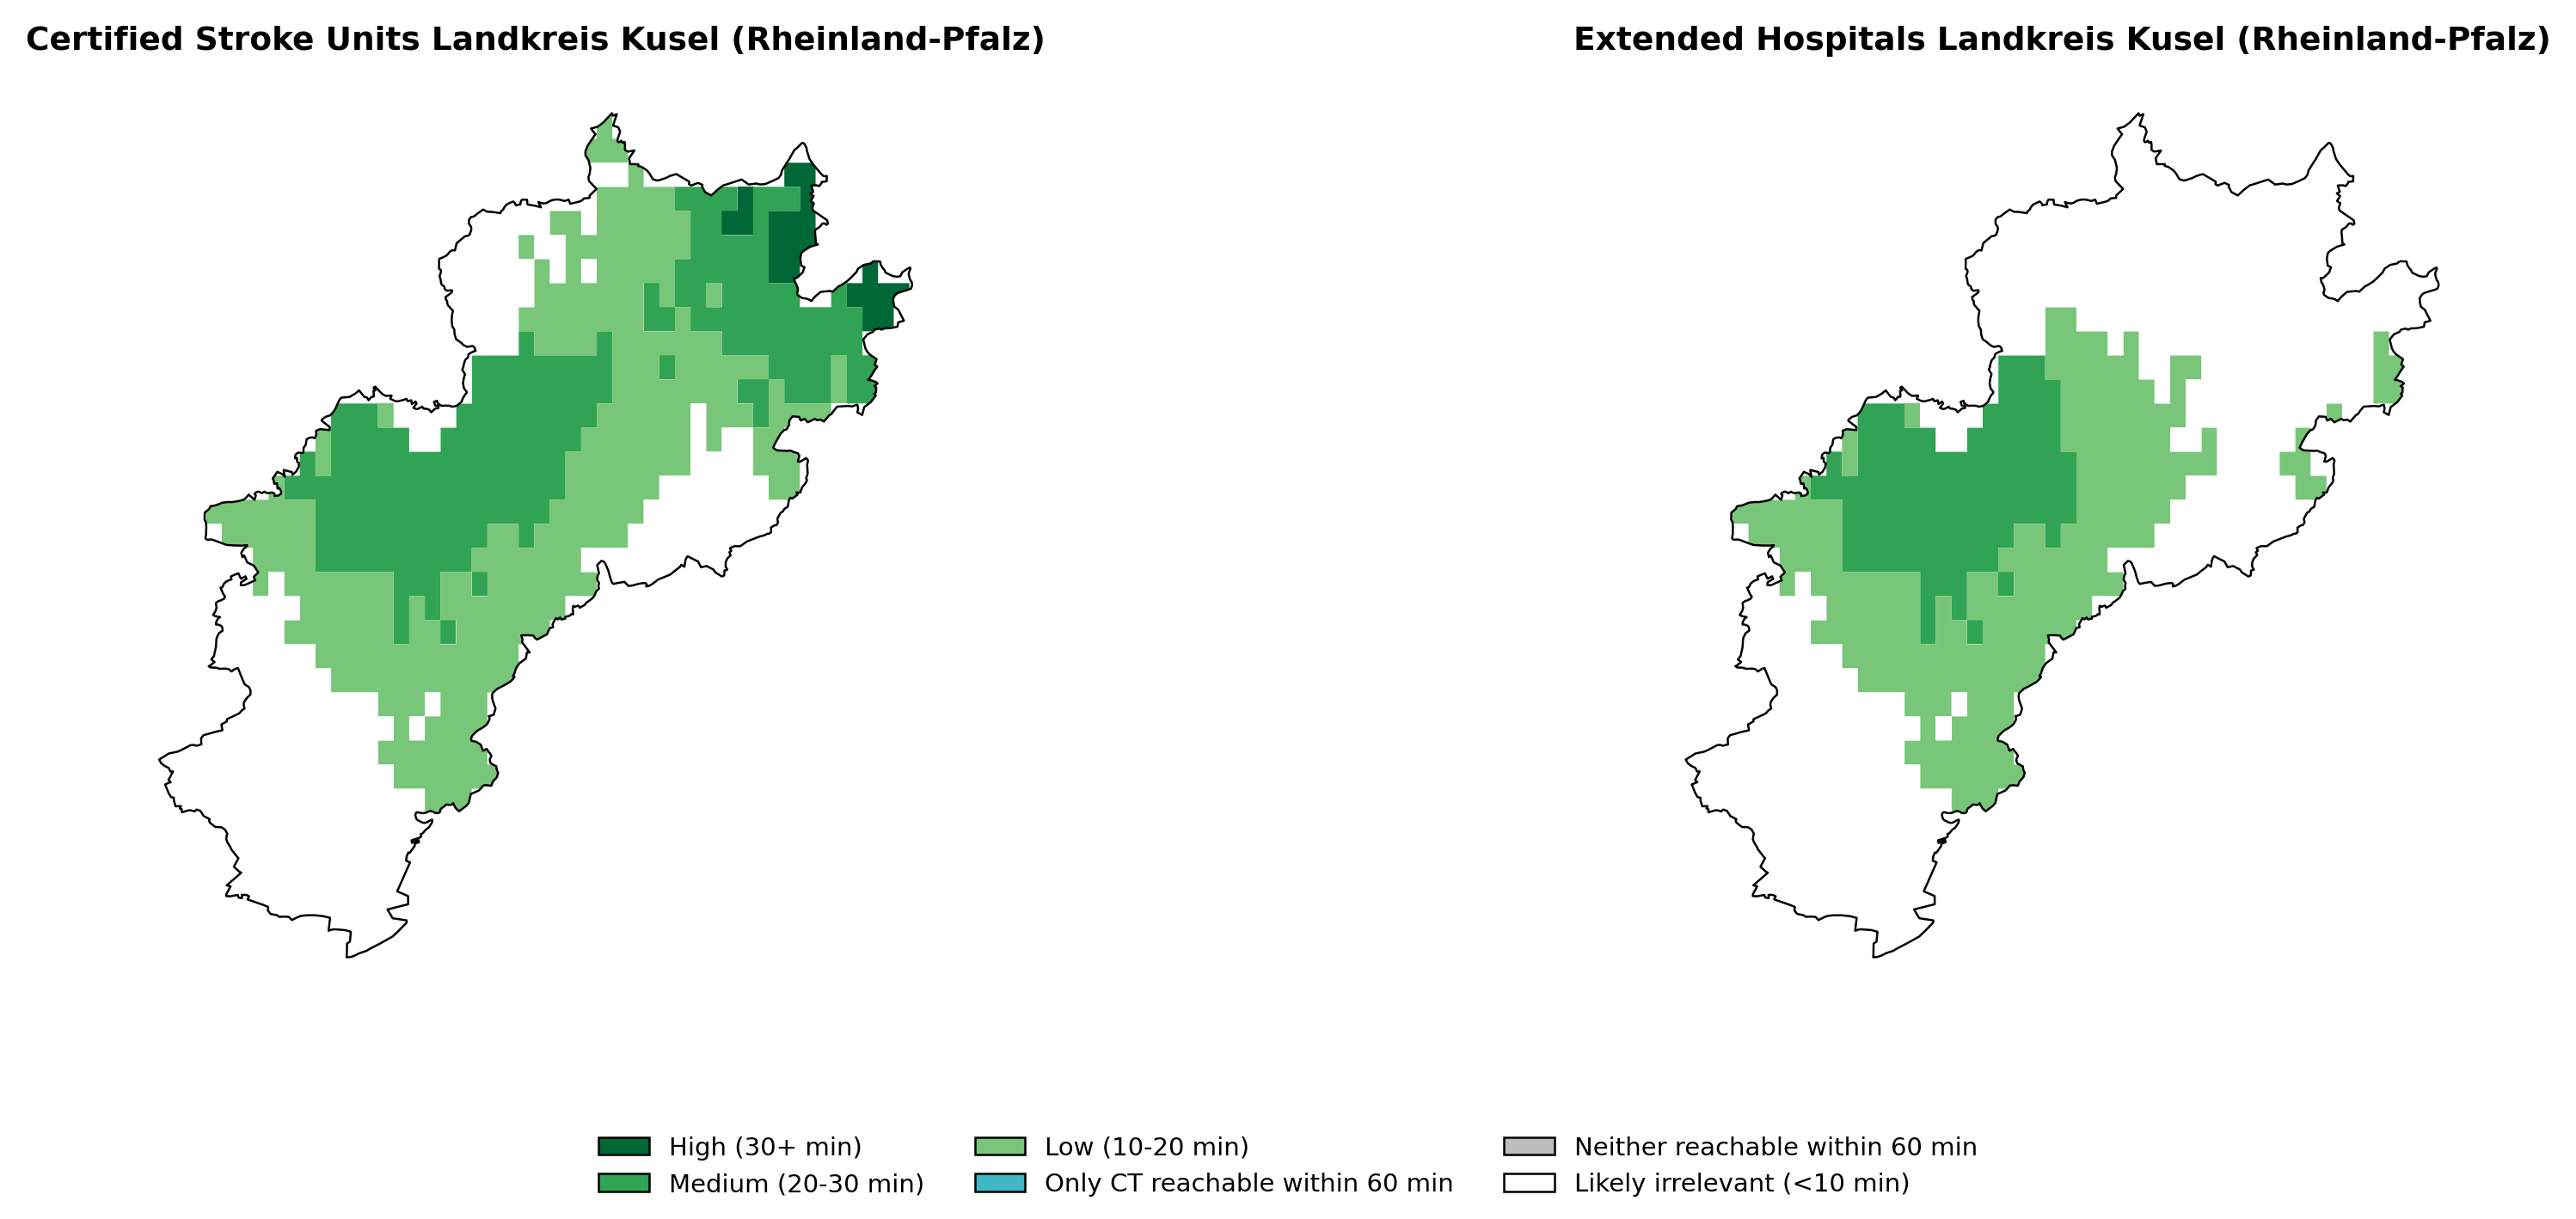 Certified Stroke Units Landkreis Kusel (Rheinland-Pfalz)
Extended Hospitals Landkreis Kusel (Rheinland-Pfalz)
High (30+ min)
Medium (20-30 min)
Low (10-20 min)
Only CT reachable within 60 min
Neither reachable within 60 min
Likely irrelevant (<10 min)